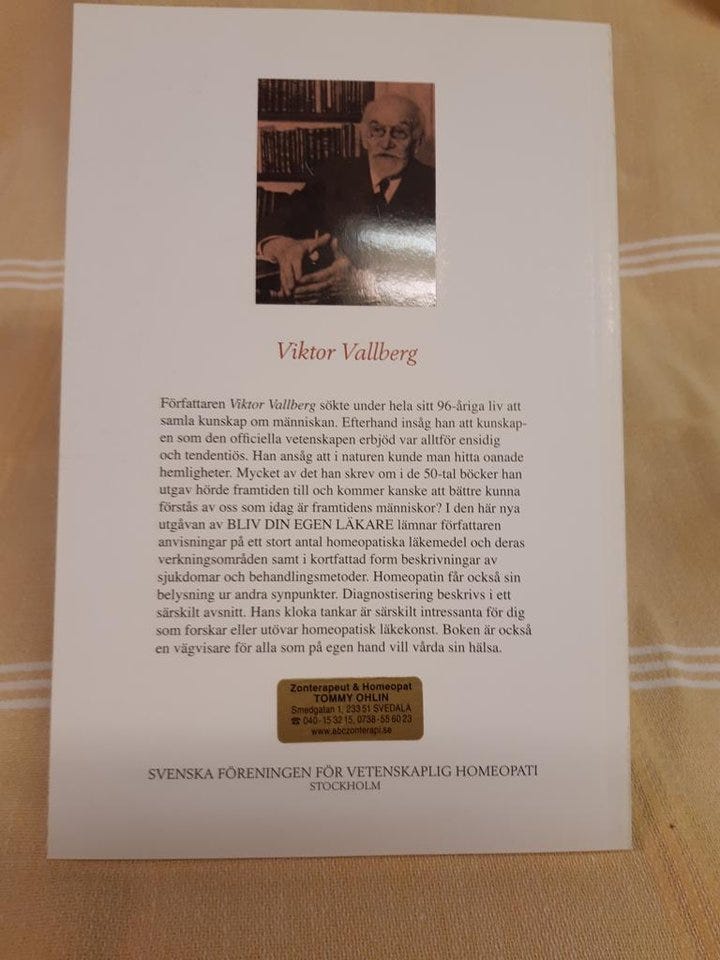 Viktor Vallberg
Författaren Viktor Vallberg sökte under hela sitt 96-åriga liv att
samla kunskap om människan. Efterhand insåg han att kunskap-
en som den officiella vetenskapen erbjöd var alltför ensidig
och tendentiös. Han ansåg att i naturen kunde man hitta oanade
hemligheter. Mycket av det han skrev om i de 50-tal böcker han
utgav hörde framtiden till och kommer kanske att bättre kunna
förstås av oss som idag är framtidens människor? I den här nya
utgåvan av BLIV DIN EGEN LÄKARE lämnar författaren
anvisningar på ett stort antal homeopatiska läkemedel och deras
verkningsområden samt i kortfattad form beskrivningar av
sjukdomar och behandlingsmetoder. Homeopatin får också sin
belysning ur andra synpunkter. Diagnostisering beskrivs i ett
särskilt avsnitt. Hans kloka tankar är särskilt intressanta för dig
som forskar eller utövar homeopatisk läkekonst. Boken är också
en vägvisare för alla som på egen hand vill vårda sin hälsa.
Zonterapeut & Homeopat
TOMMY OHLIN
Smedgatan 1, 233 51 SVEDALA
☎ 040-15 32 15, 0738-55 60 23
www.abczonterapi.se
SVENSKA FÖRENINGEN FÖR VETENSKAPLIG HOMEOPATI
STOCKHOLM